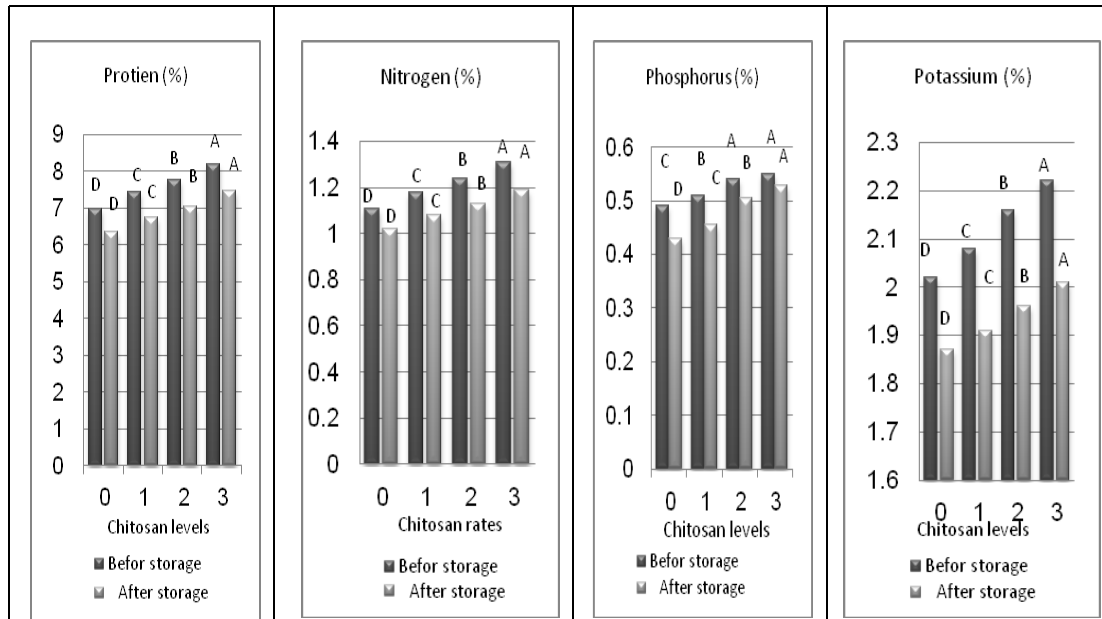 Protien (%)
9
8
7
6
5
4
3
2
1
0
D
D
C
C
B
B
A
A
0 1 2 3
Chitosan levels
Befor storage
After storage
Nitrogen (%)
1.4
1.2
1
0.8
0.6
0.4
0.2
0
D
D
C
C
B
B
A
A
0 1 2 3
Chitosan rates
Befor storage
After storage
Phosphorus (%)
0.6
0.5
0.4
0.3
0.2
0.1
0
C
D
B
C
A
B
A
A
0 1 2 3
Chitosan levels
Befor storage
After storage
Potassium (%)
2.3
2.2
2.1
2
1.9
1.8
1.7
1.6
D
D
C
C
B
B
A
A
0 1 2 3
Chitosan levels
Befor storage
After storage